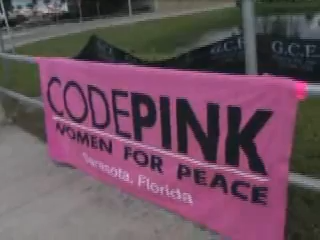 G.C.F.
G.C.F.
CODEPINK
WOMEN FOR PEACE
Sarasota, Florida